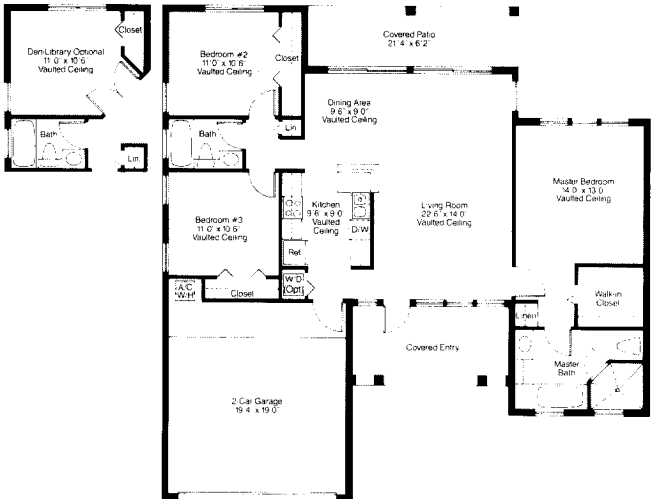 Den-Library Optional
11'0" x 10'6"
Vaulted Ceiling
Closet
Bath
Lin.
Bedroom #2
11'0" x 10'6"
Vaulted Ceiling
Closet
Bath
Lin
Covered Patio
21'4" x 6'2"
Dining Area
9'6" x 9'0"
Vaulted Ceiling
Bedroom #3
11'0" x 10'6"
Vaulted Ceiling
Closet
A/C
W/H
Kitchen
9'6" x 9'0"
Vaulted
Ceiling
D/W
Ref.
W D
Opt
Living Room
22'6" x 14'0"
Vaulted Ceiling
Master Bedroom
14'0" x 13'0"
Vaulted Ceiling
Walk-in
Closet
Linen
Master
Bath
Covered Entry
2-Car Garage
19'4" x 19'0"